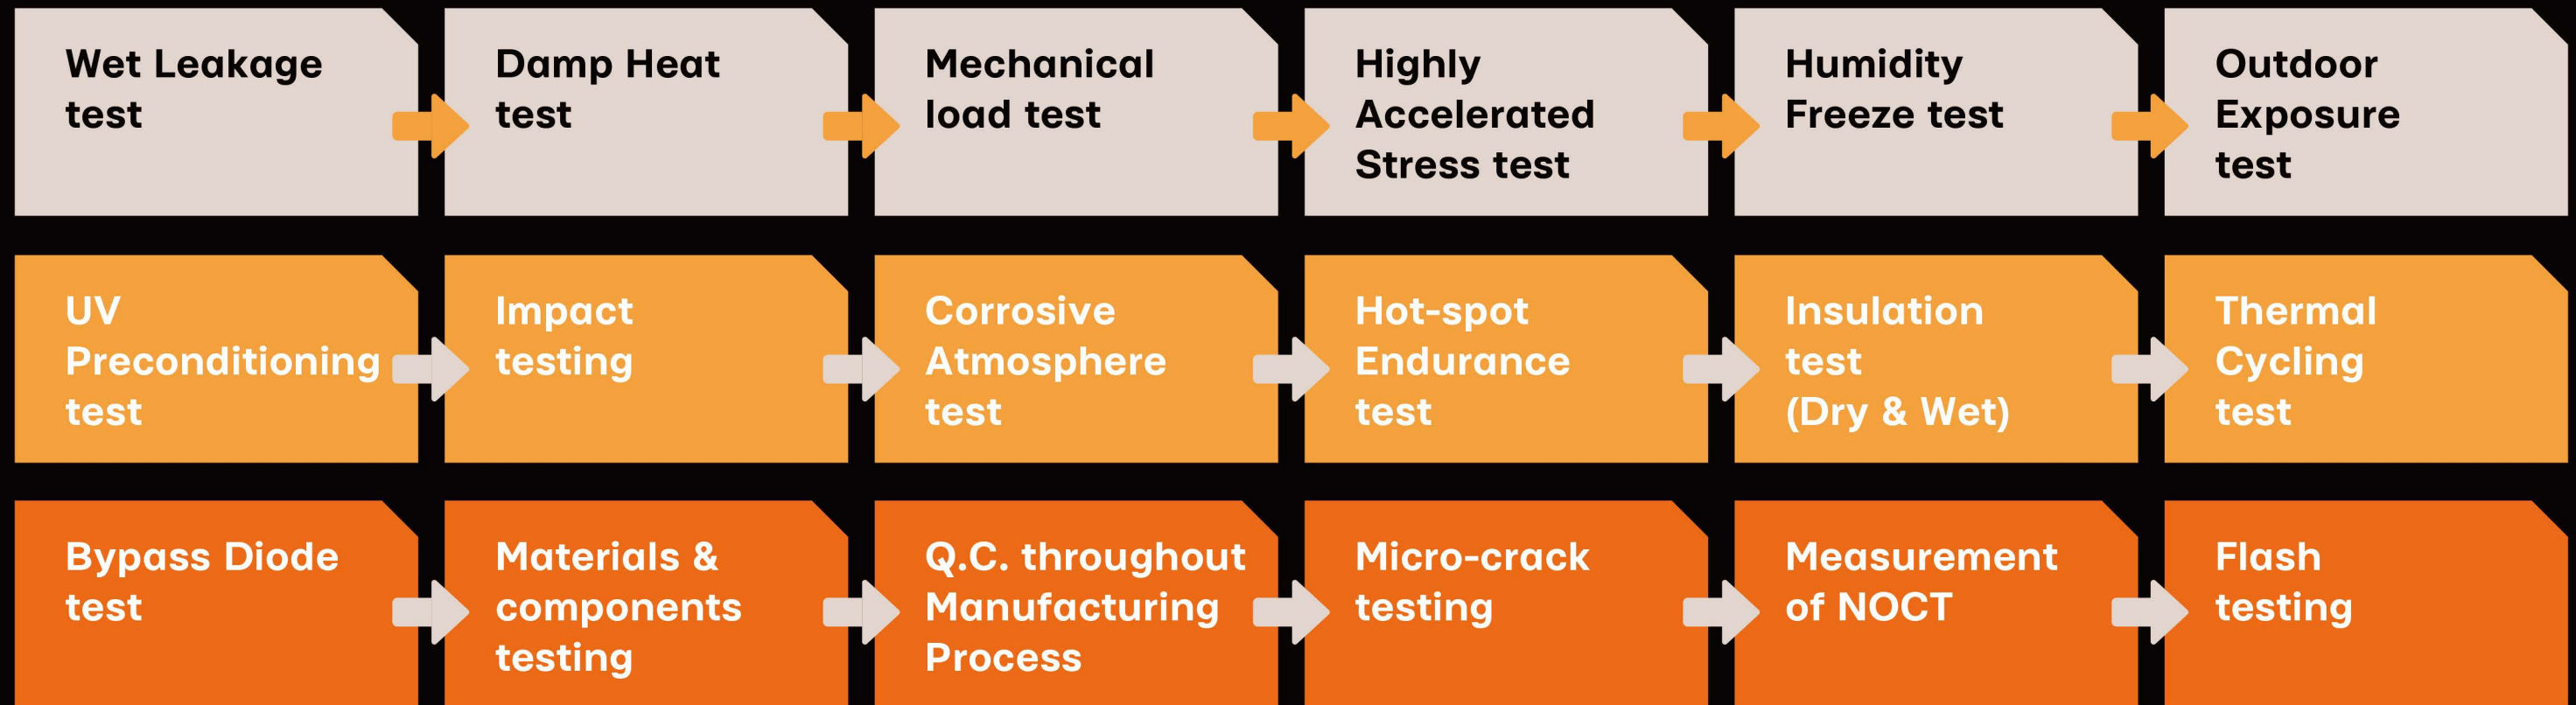 Wet Leakage
test
Damp Heat
test
Mechanical
load test
Highly
Accelerated
Stress test
Humidity
Freeze test
Outdoor
Exposure
test
UV
Preconditioning
test
Impact
testing
Corrosive
Atmosphere
test
Hot-spot
Endurance
test
Insulation
test
(Dry & Wet)
Thermal
Cycling
test
Bypass Diode
test
Materials &
components
testing
Q.C. throughout
Manufacturing
Process
Micro-crack
testing
Measurement
of NOCT
Flash
testing